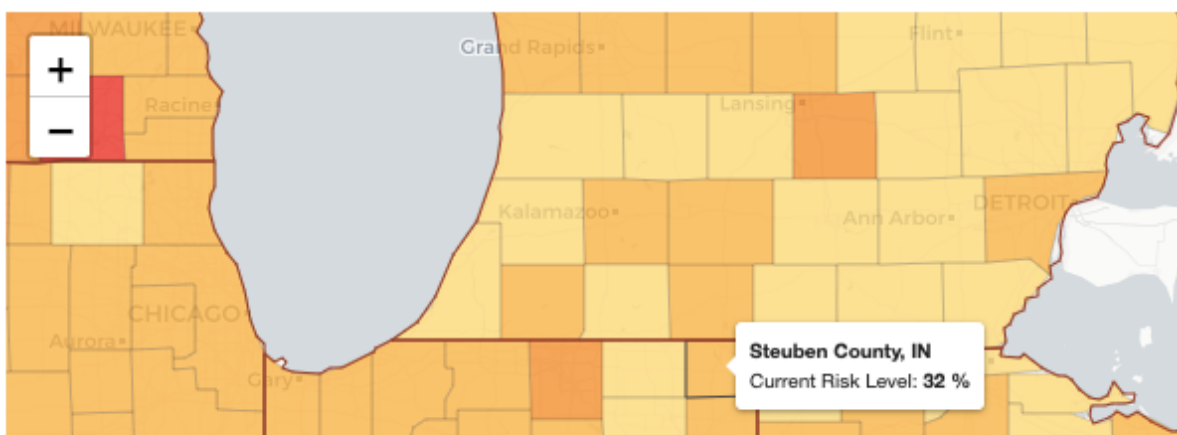 MILWAUKEE
Grand Rapids
Flint
+
Racine
Lansing
−
Kalamazoo
Ann Arbor
DETROIT
CHICAGO
Aurora
Steuben County, IN
Gary
Current Risk Level: 32 %